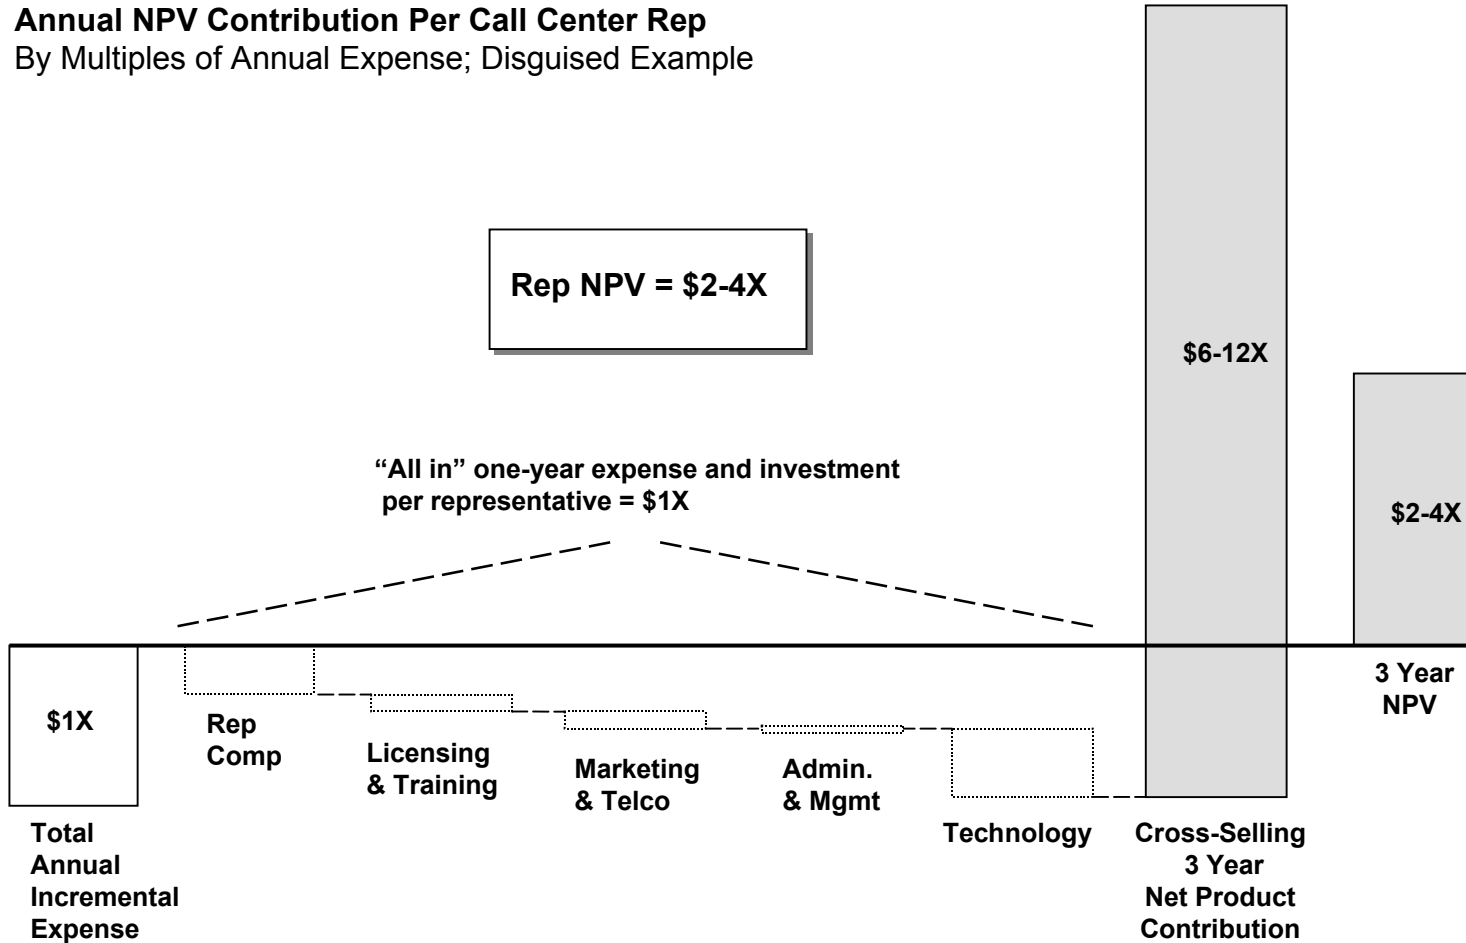 Annual NPV Contribution Per Call Center Rep
By Multiples of Annual Expense; Disguised Example
Rep NPV = $2-4X
$6-12X
“All in” one-year expense and investment
per representative = $1X
$2-4X
$1X
Rep
Comp
Licensing
& Training
Marketing
& Telco
Admin.
& Mgmt
Technology
3 Year
NPV
Total
Annual
Incremental
Expense
Cross-Selling
3 Year
Net Product
Contribution